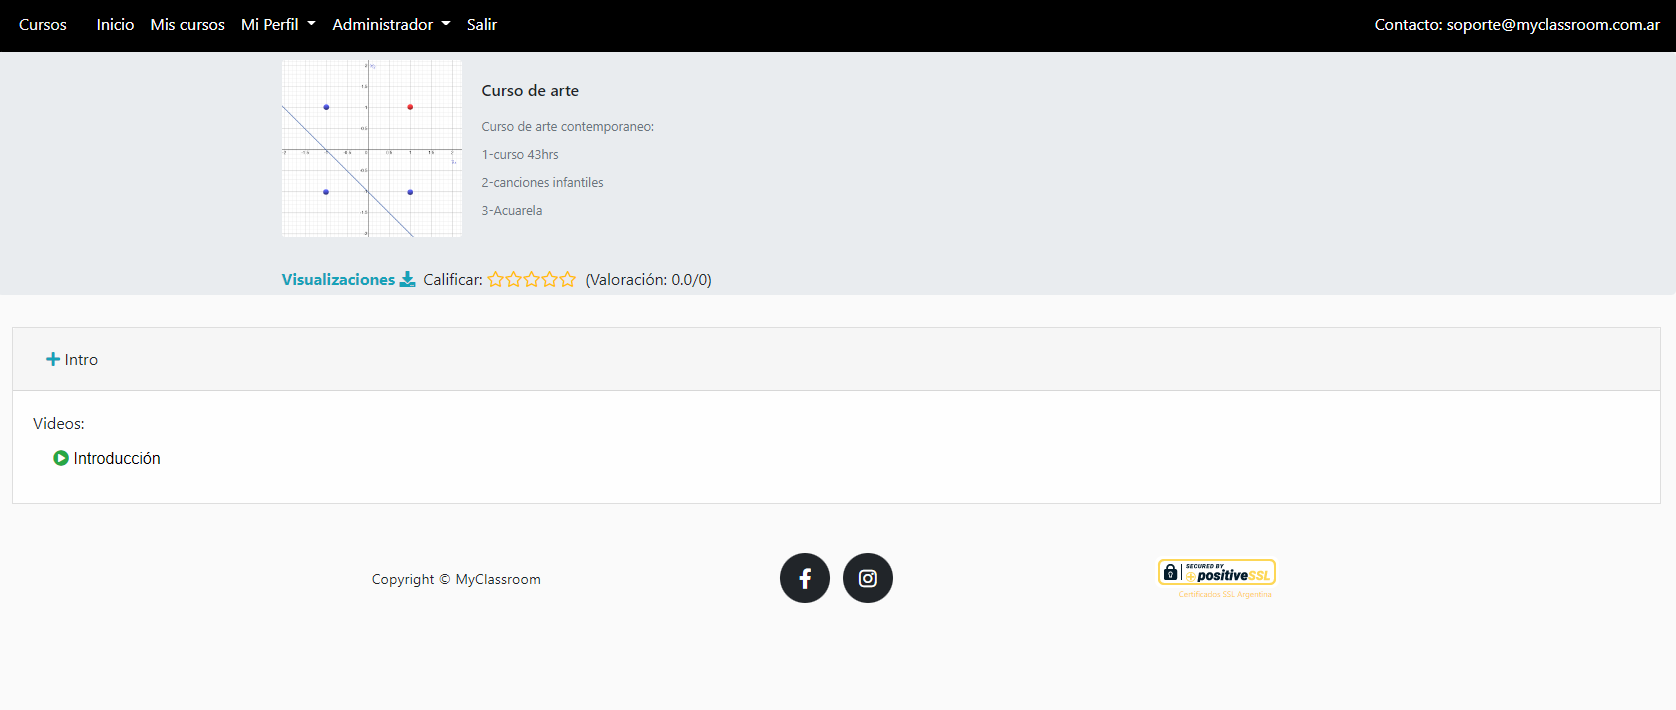 Cursos Inicio Mis cursos Mi Perfil Administrador Salir Contacto: soporte@myclassroom.com.ar
Curso de arte
Curso de arte contemporaneo:
1-curso 43hrs
2-canciones infantiles
3-Acuarela
Visualizaciones Calificar: (Valoración: 0.0/0)
Intro
Videos:
Introducción
Copyright © MyClassroom
SECURED BY
positiveSSL
Certificados SSL Argentina